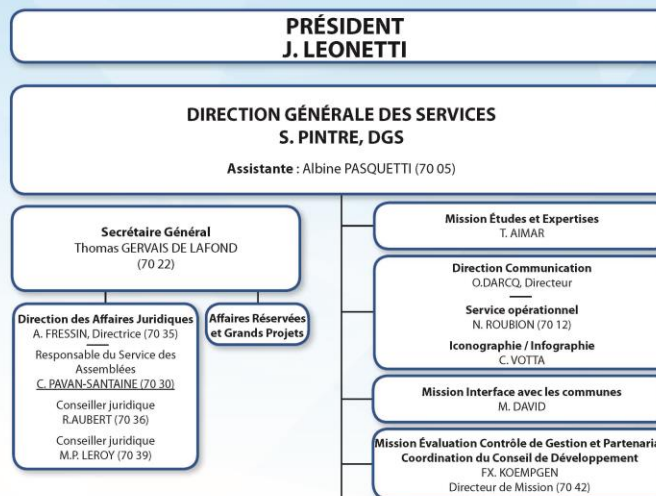 PRÉSIDENT
J. LEONETTI
DIRECTION GÉNÉRALE DES SERVICES
S. PINTRE, DGS
Assistante : Albine PASQUETTI (70 05)
Secrétaire Général
Thomas GERVAIS DE LAFOND
(70 22)
Direction des Affaires Juridiques
A. FRESSIN, Directrice (70 35)
Responsable du Service des
Assemblées
C. PAVAN-SANTAINE (70 30)
Conseiller juridique
R.AUBERT (70 36)
Conseiller juridique
M.P. LEROY (70 39)
Affaires Réservées
et Grands Projets
Mission Études et Expertises
T. AIMAR
Direction Communication
O.DARCQ, Directeur
Service opérationnel
N. ROUBION (70 12)
Iconographie / Infographie
C. VOTTA
Mission Interface avec les communes
M. DAVID
Mission Évaluation Contrôle de Gestion et Partenaria
Coordination du Conseil de Développement
FX. KOEMPGEN
Directeur de Mission (70 42)